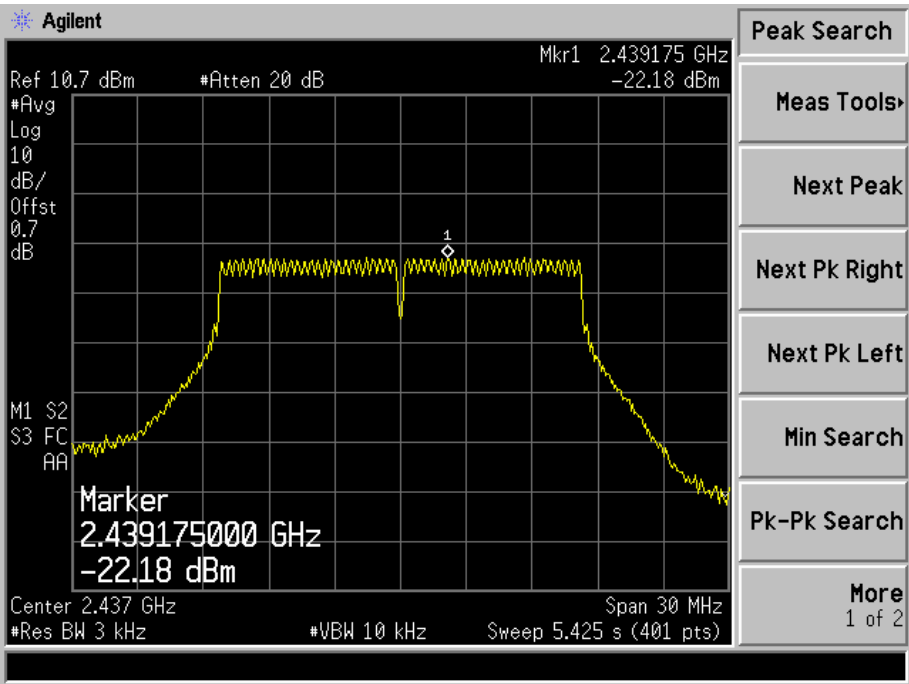 Agilent
Peak Search
Mkr1 2.439175 GHz
Ref 10.7 dBm #Atten 20 dB -22.18 dBm
#Avg
Log
10
dB/
Offst
0.7
dB
1
M1 S2
S3 FC
AA
Marker
2.439175000 GHz
-22.18 dBm
Center 2.437 GHz Span 30 MHz
#Res BW 3 kHz #VBW 10 kHz Sweep 5.425 s (401 pts)
Meas Tools
Next Peak
Next Pk Right
Next Pk Left
Min Search
Pk-Pk Search
More
1 of 2